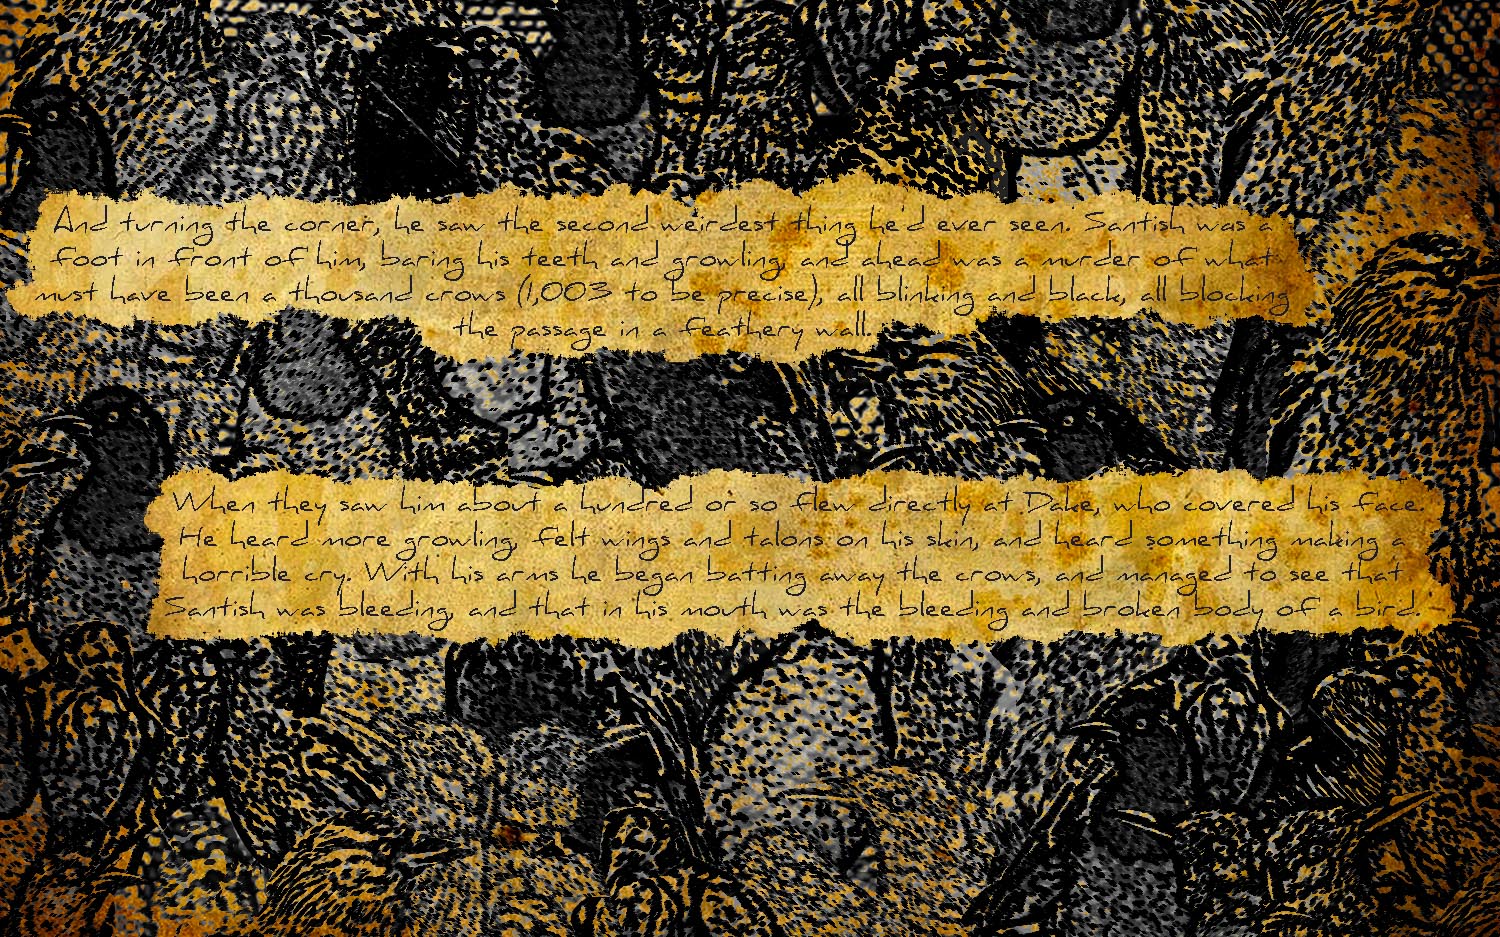 And turning the corner, he saw the second weirdest thing he'd ever seen. Santish was a
foot in front of him, baring his teeth and growling, and ahead was a murder of what
must have been a thousand crows (1,003 to be precise), all blinking and black, all blocking
the passage in a feathery wall.
When they saw him about a hundred or so flew directly at Dake, who covered his face.
He heard more growling, felt wings and talons on his skin, and heard something making a
horrible cry. With his arms he began batting away the crows, and managed to see that
Santish was bleeding, and that in his mouth was the bleeding and broken body of a bird.